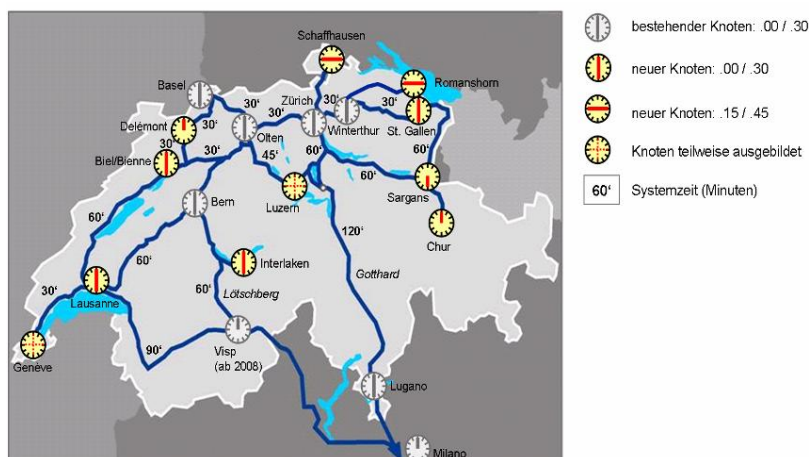 Schaffhausen
Basel
Zürich
Romanshorn
30‘
30‘
30‘
30‘
30‘
Delémont
30‘
Olten
Winterthur
St. Gallen
30‘
30‘
45‘
60‘
60‘
Biel/Bienne
60‘
Luzern
Sargans
Bern
60‘
120‘
Chur
60‘
Interlaken
Gotthard
30‘
60‘
Lötschberg
Lausanne
90‘
Visp
(ab 2008)
Genève
Lugano
Milano
bestehender Knoten: .00 / .30
neuer Knoten: .00 / .30
neuer Knoten: .15 / .45
Knoten teilweise ausgebildet
60‘ Systemzeit (Minuten)